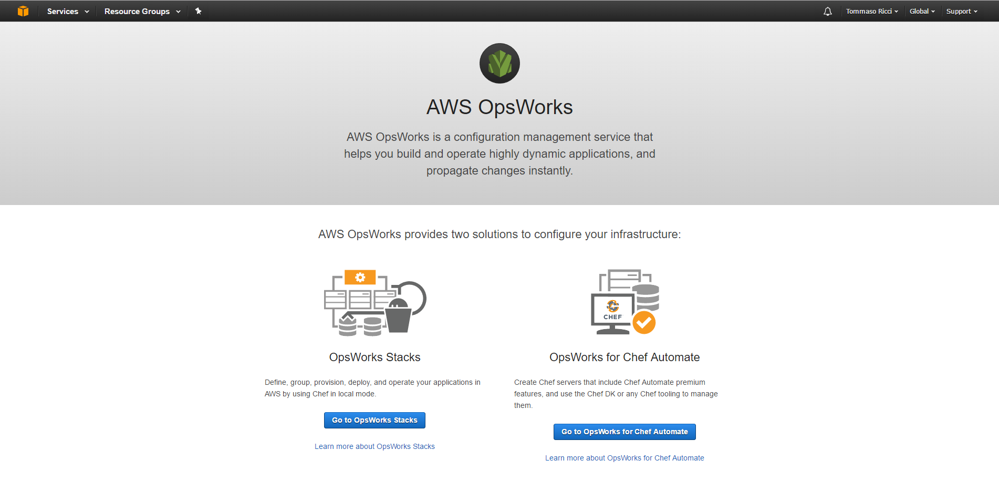 Services
Resource Groups
Tommaso Ricci
Global
Support
AWS OpsWorks
AWS OpsWorks is a configuration management service that
helps you build and operate highly dynamic applications, and
propagate changes instantly.
AWS OpsWorks provides two solutions to configure your infrastructure:
CHEF
OpsWorks Stacks
Define, group, provision, deploy, and operate your applications in
AWS by using Chef in local mode.
Go to OpsWorks Stacks
Learn more about OpsWorks Stacks
OpsWorks for Chef Automate
Create Chef servers that include Chef Automate premium
features, and use the Chef DK or any Chef tooling to manage
them.
Go to OpsWorks for Chef Automate
Learn more about OpsWorks for Chef Automate